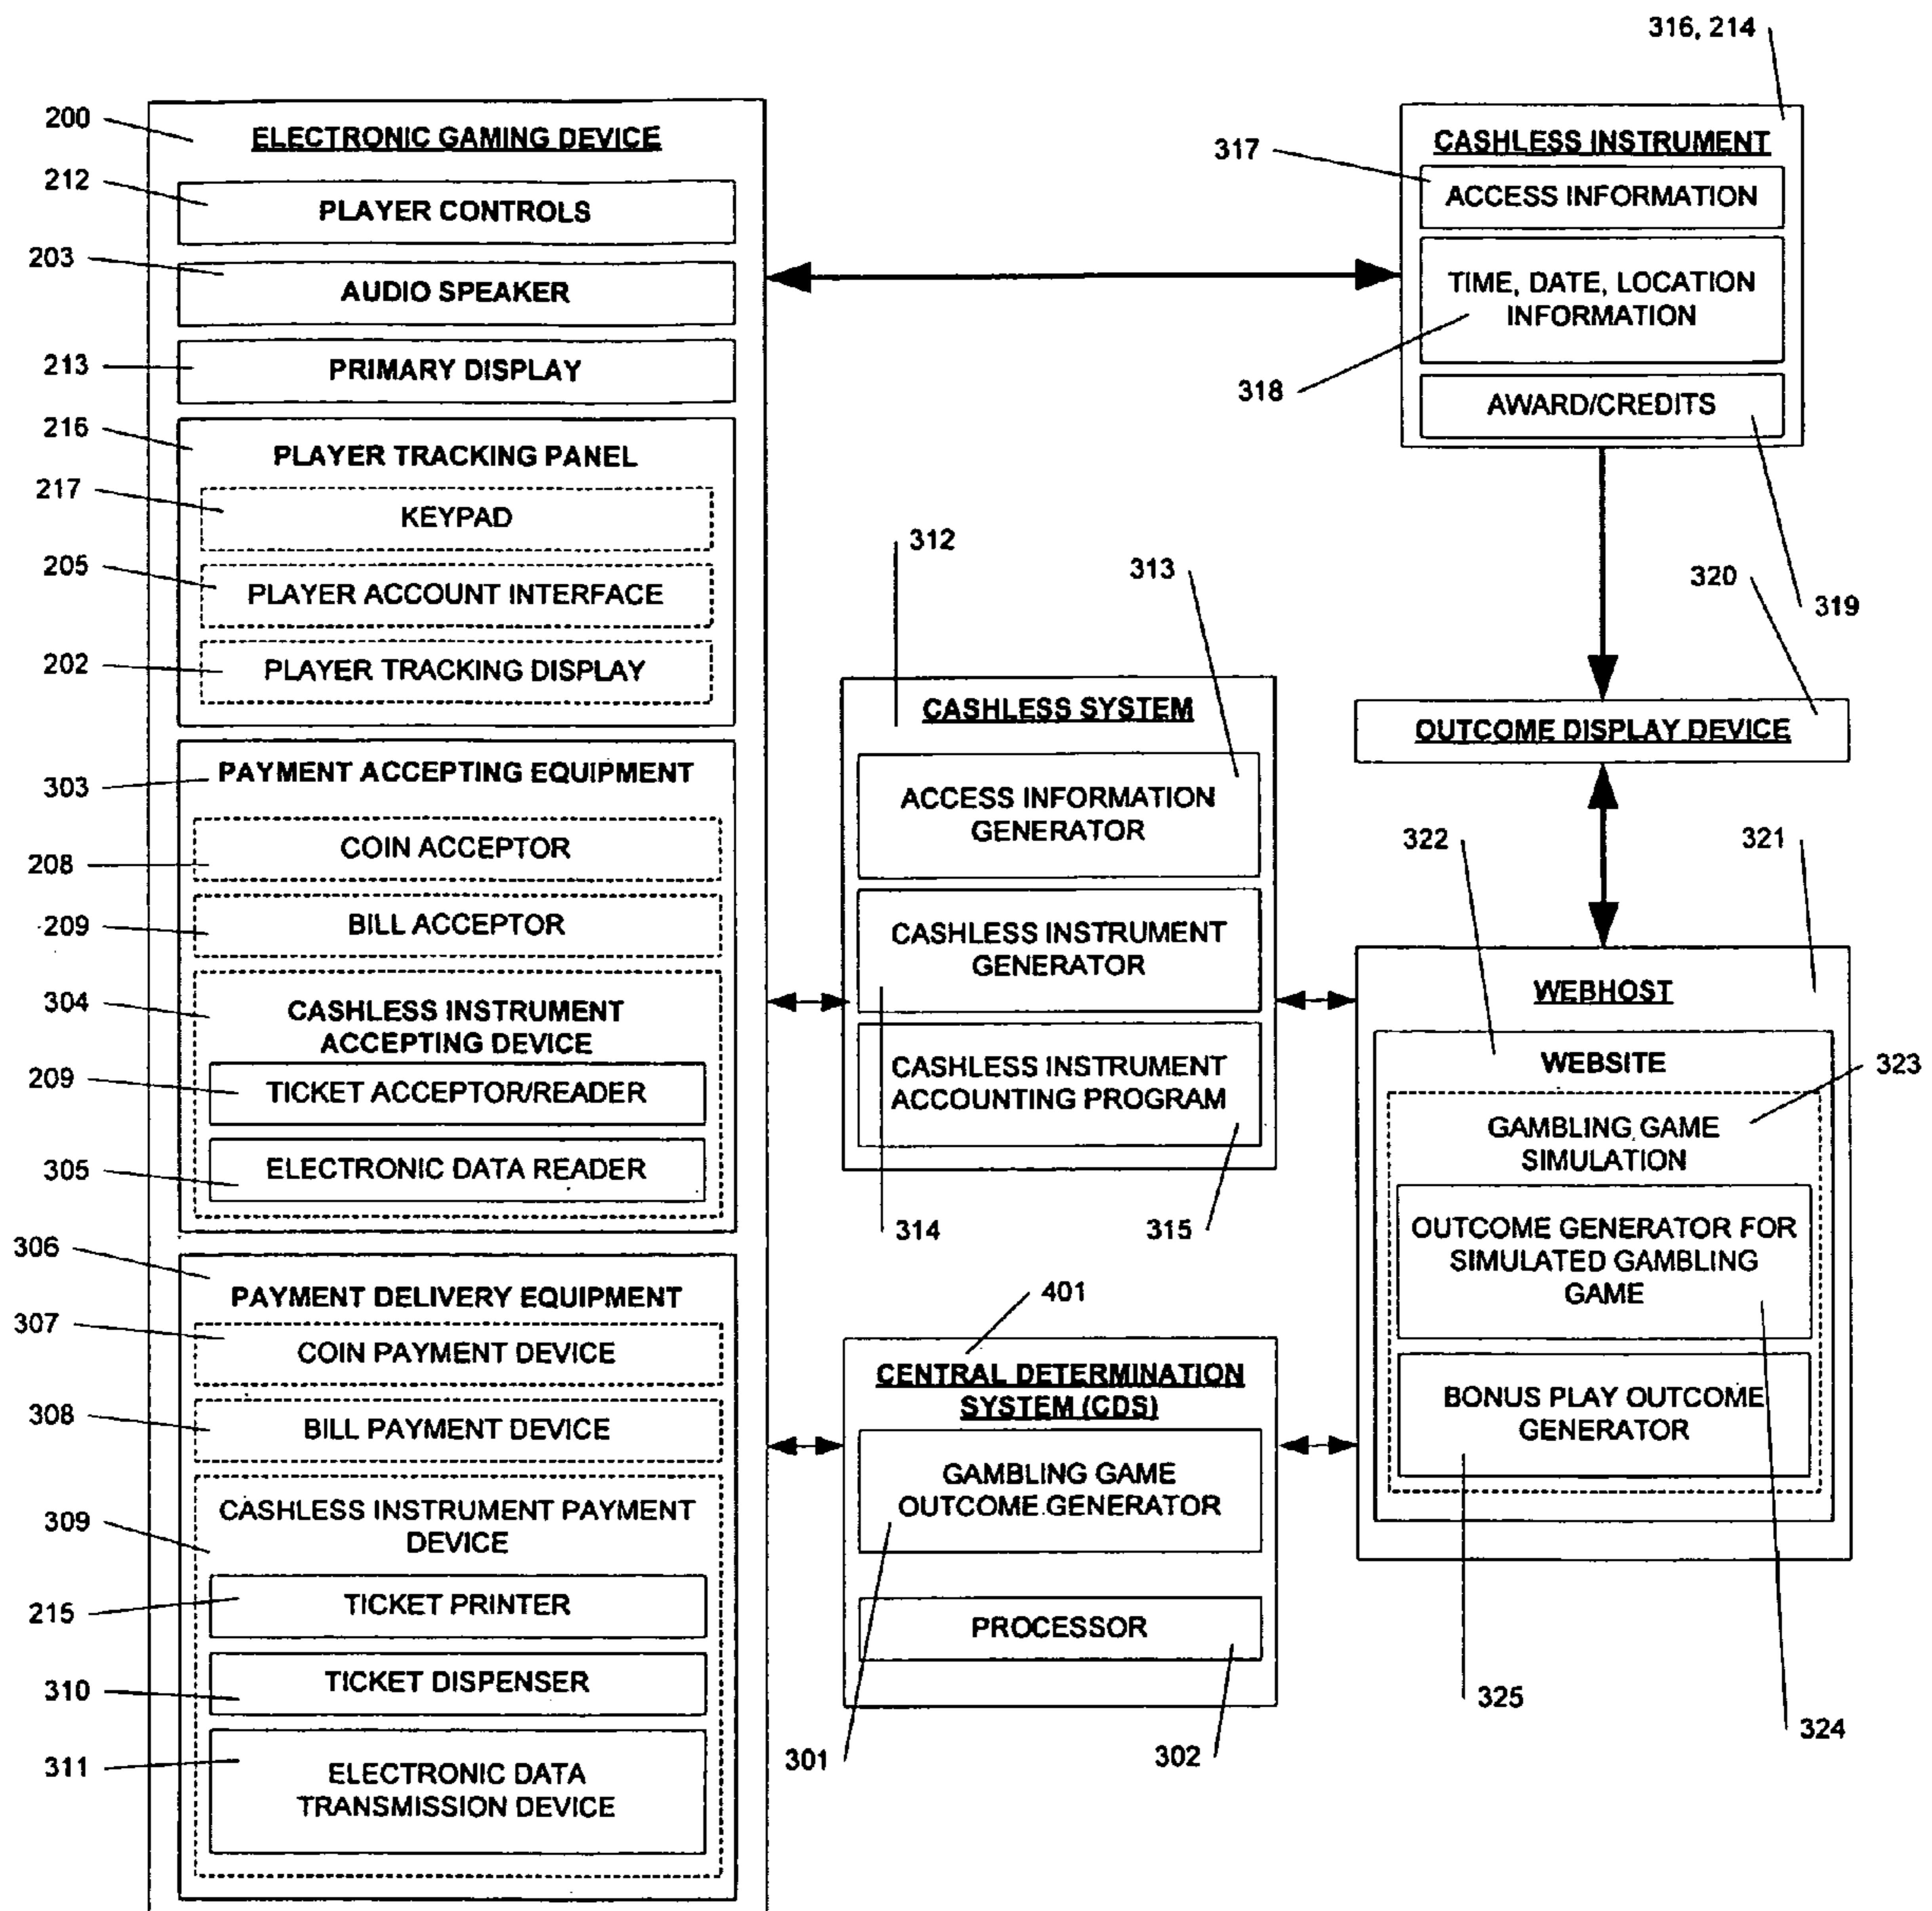 316, 214
200
ELECTRONIC GAMING DEVICE
212
PLAYER CONTROLS
203
AUDIO SPEAKER
213
PRIMARY DISPLAY
216
PLAYER TRACKING PANEL
217
KEYPAD
205
PLAYER ACCOUNT INTERFACE
202
PLAYER TRACKING DISPLAY
303
PAYMENT ACCEPTING EQUIPMENT
208
COIN ACCEPTOR
209
BILL ACCEPTOR
304
CASHLESS INSTRUMENT
ACCEPTING DEVICE
209
TICKET ACCEPTOR/READER
305
ELECTRONIC DATA READER
306
PAYMENT DELIVERY EQUIPMENT
307
COIN PAYMENT DEVICE
308
BILL PAYMENT DEVICE
309
CASHLESS INSTRUMENT PAYMENT
DEVICE
215
TICKET PRINTER
310
TICKET DISPENSER
311
ELECTRONIC DATA
TRANSMISSION DEVICE
312
CASHLESS SYSTEM
313
ACCESS INFORMATION
GENERATOR
CASHLESS INSTRUMENT
GENERATOR
CASHLESS INSTRUMENT
ACCOUNTING PROGRAM
314
315
401
CENTRAL DETERMINATION
SYSTEM (CDS)
GAMBLING GAME
OUTCOME GENERATOR
PROCESSOR
301
302
CASHLESS INSTRUMENT
317
ACCESS INFORMATION
TIME, DATE, LOCATION
INFORMATION
318
AWARD/CREDITS
319
320
OUTCOME DISPLAY DEVICE
322
321
WEBHOST
WEBSITE
323
GAMBLING GAME
SIMULATION
OUTCOME GENERATOR FOR
SIMULATED GAMBLING
GAME
BONUS PLAY OUTCOME
GENERATOR
325
324